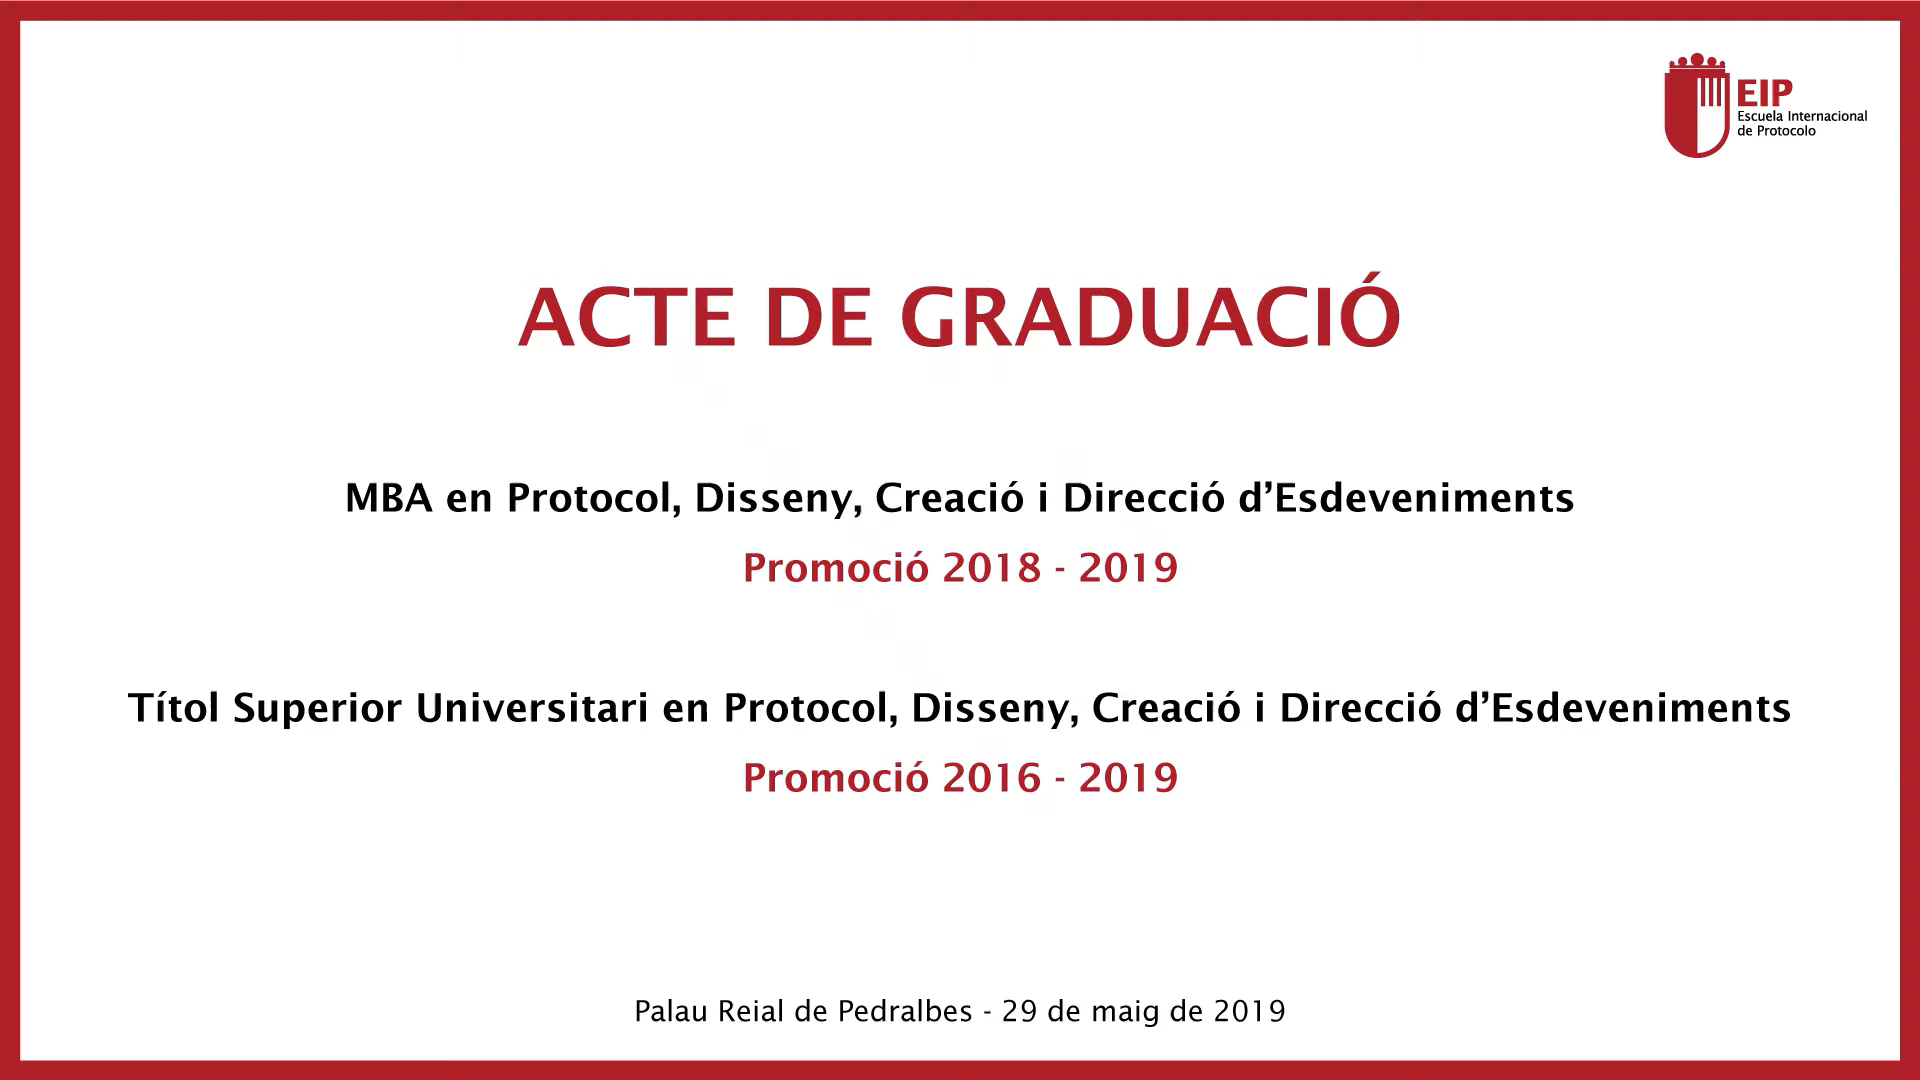 EIP
Escuela Internacional
de Protocolo
ACTE DE GRADUACIÓ
MBA en Protocol, Disseny, Creació i Direcció d’Esdeveniments
Promoció 2018 - 2019
Títol Superior Universitari en Protocol, Disseny, Creació i Direcció d’Esdeveniments
Promoció 2016 - 2019
Palau Reial de Pedralbes - 29 de maig de 2019